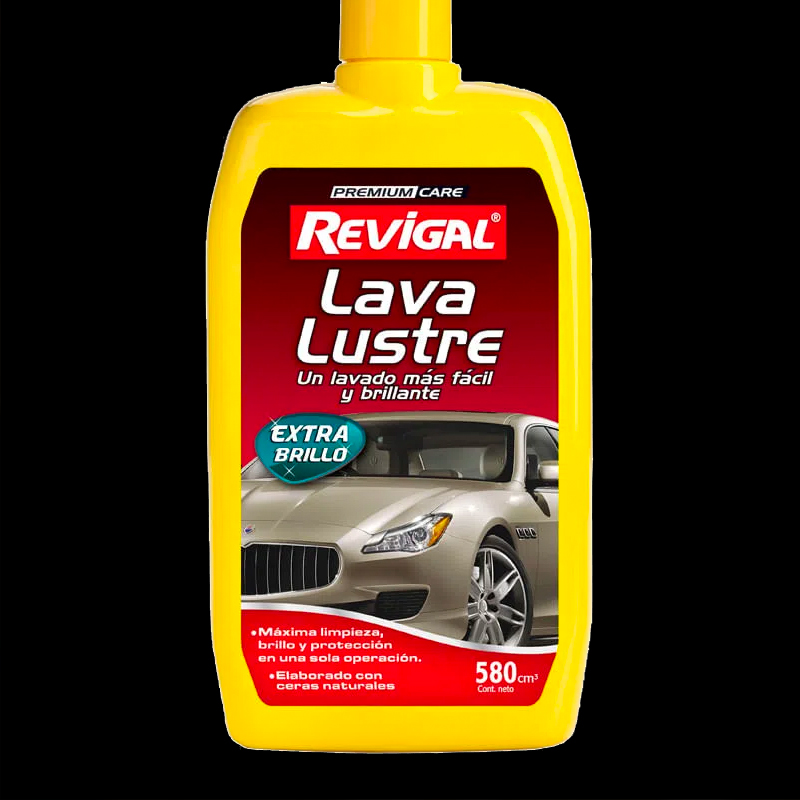 PREMIUM CARE
REVIGAL®
Lava
Lustre
Un lavado más fácil
y brillante
EXTRA
BRILLO
•Máxima limpieza,
brillo y protección
en una sola operación.
•Elaborado con
ceras naturales
580cm³
Cont. neto